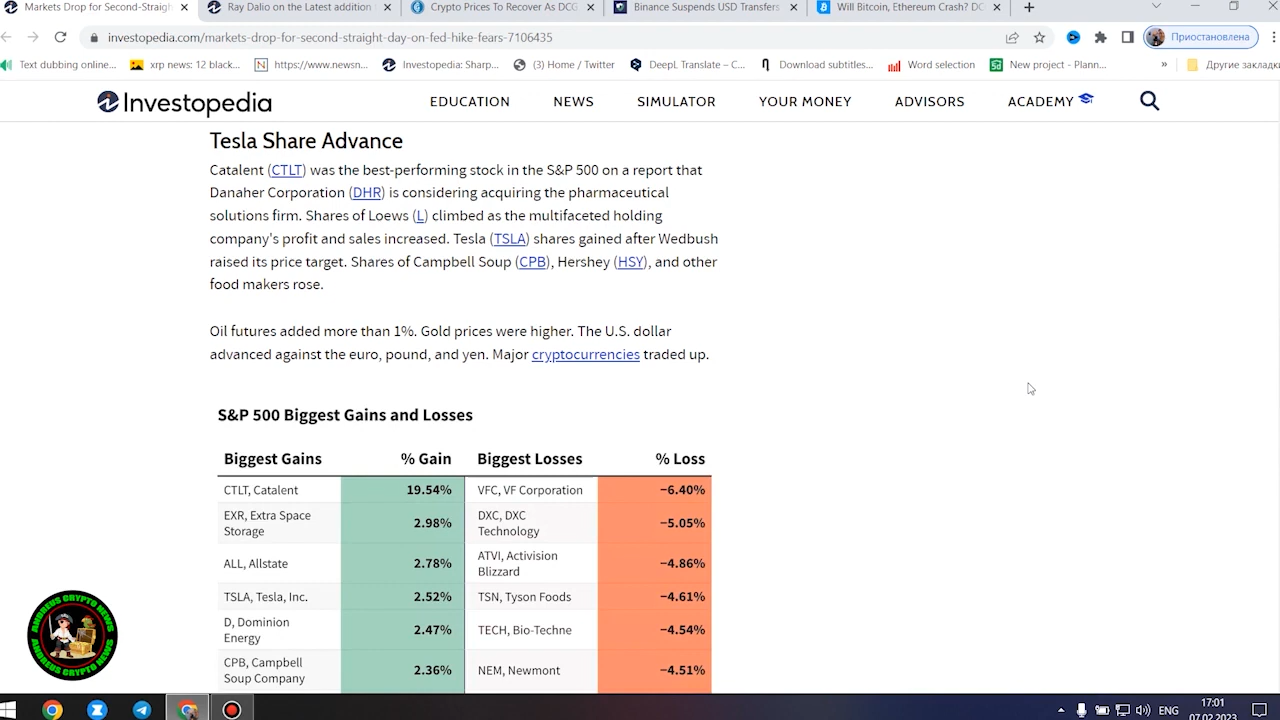 Markets Drop for Second-Straigh
Ray Dalio on the Latest addition
Crypto Prices To Recover As DCG
Binance Suspends USD Transfers
Will Bitcoin, Ethereum Crash? DC
investopedia.com/markets-drop-for-second-straight-day-on-fed-hike-fears-7106435
Приостановлена
Text dubbing online...
xrp news: 12 black...
https://www.newsn...
Investopedia: Sharp...
(3) Home / Twitter
DeepL Translate – C...
Download subtitles...
Word selection
New project - Plann...
»
Другие закладки
Investopedia
EDUCATION
NEWS
SIMULATOR
YOUR MONEY
ADVISORS
ACADEMY
Tesla Share Advance
Catalent (CTLT) was the best-performing stock in the S&P 500 on a report that
Danaher Corporation (DHR) is considering acquiring the pharmaceutical
solutions firm. Shares of Loews (L) climbed as the multifaceted holding
company's profit and sales increased. Tesla (TSLA) shares gained after Wedbush
raised its price target. Shares of Campbell Soup (CPB), Hershey (HSY), and other
food makers rose.
Oil futures added more than 1%. Gold prices were higher. The U.S. dollar
advanced against the euro, pound, and yen. Major cryptocurrencies traded up.
S&P 500 Biggest Gains and Losses
Biggest Gains % Gain Biggest Losses % Loss
CTLT, Catalent 19.54% VFC, VF Corporation −6.40%
EXR, Extra Space
Storage
2.98%
DXC, DXC
Technology
−5.05%
ALL, Allstate 2.78%
ATVI, Activision
Blizzard
−4.86%
TSLA, Tesla, Inc. 2.52% TSN, Tyson Foods −4.61%
D, Dominion
Energy
2.47%
TECH, Bio-Techne −4.54%
CPB, Campbell
Soup Company
2.36%
NEM, Newmont −4.51%
ANDREUS CRYPTO NEWS
ANDREUS CRYPTO NEWS
ENG
17:01
07.02.2023